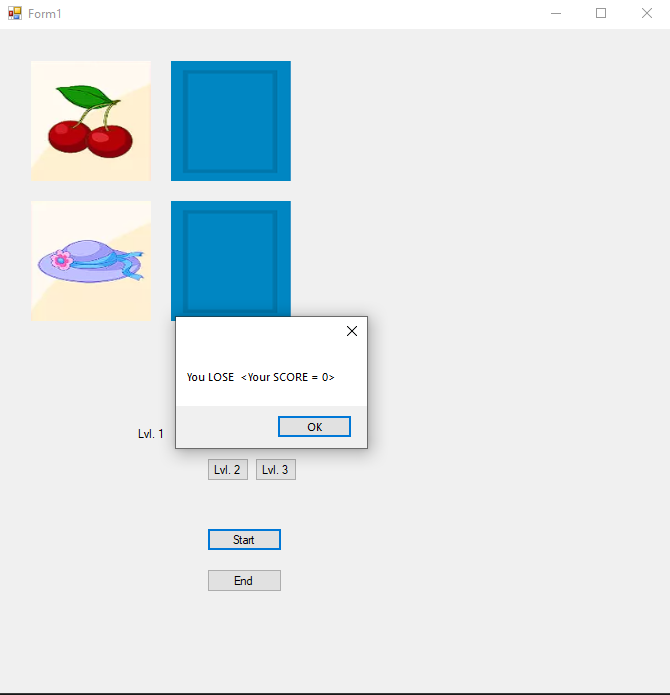 Form1
You LOSE  <Your SCORE = 0>
OK
Lvl. 1
Lvl. 2
Lvl. 3
Start
End